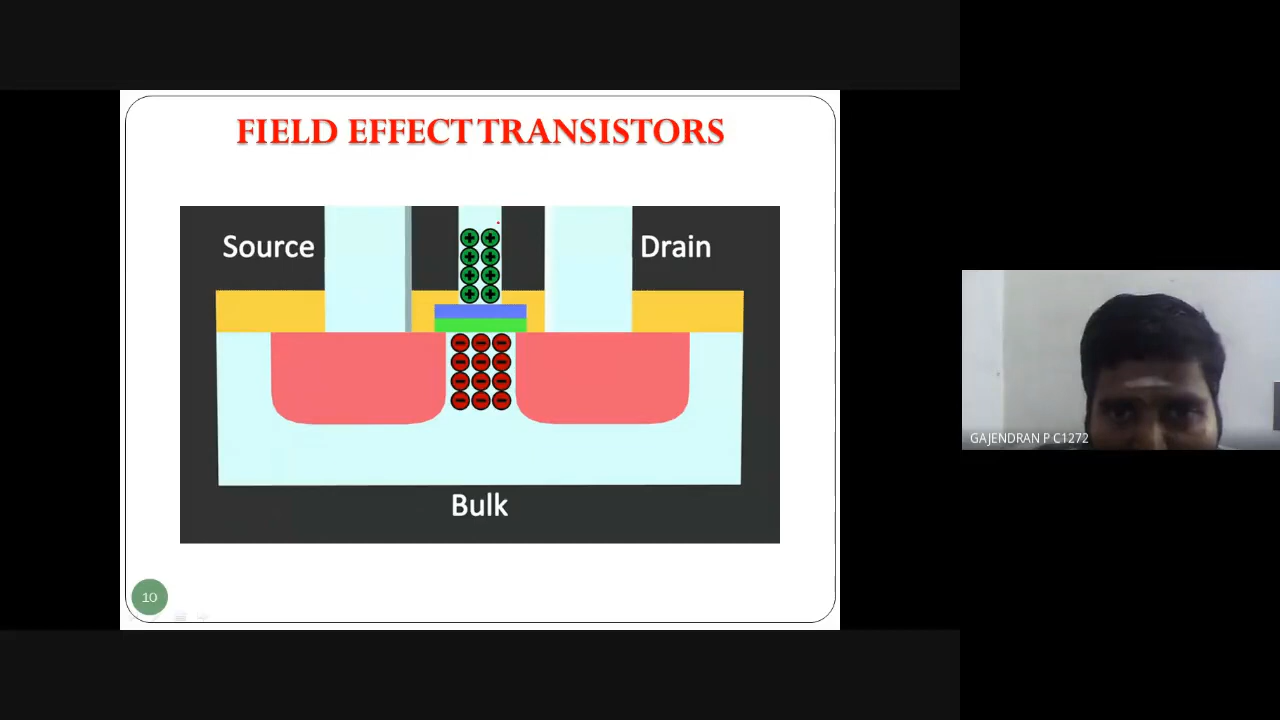 FIELD EFFECT TRANSISTORS
Source
Drain
Bulk
10
GAJENDRAN P C1272